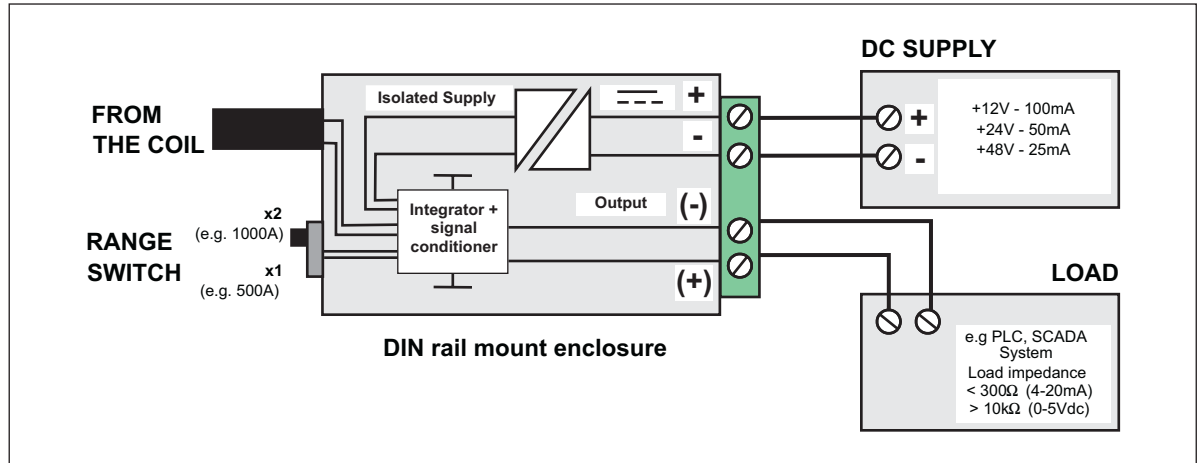 DC SUPPLY
+12V - 100mA
+24V - 50mA
+48V - 25mA
+
-
FROM
THE COIL
Isolated Supply
+
-
Output
(-)
(+)
Integrator +
signal
conditioner
RANGE
SWITCH
x2
(e.g. 1000A)
x1
(e.g. 500A)
DIN rail mount enclosure
LOAD
e.g PLC, SCADA
System
Load impedance
< 300Ω (4-20mA)
> 10kΩ (0-5Vdc)